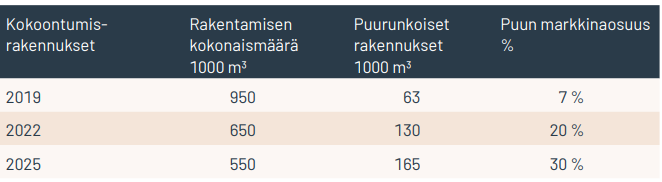 Kokoontumis-
rakennukset
Rakentamisen
kokonaismäärä
1000 m³
Puurunkoiset
rakennukset
1000 m³
Puun markkinaosuus
%
2019 950 63 7 %
2022 650 130 20 %
2025 550 165 30 %